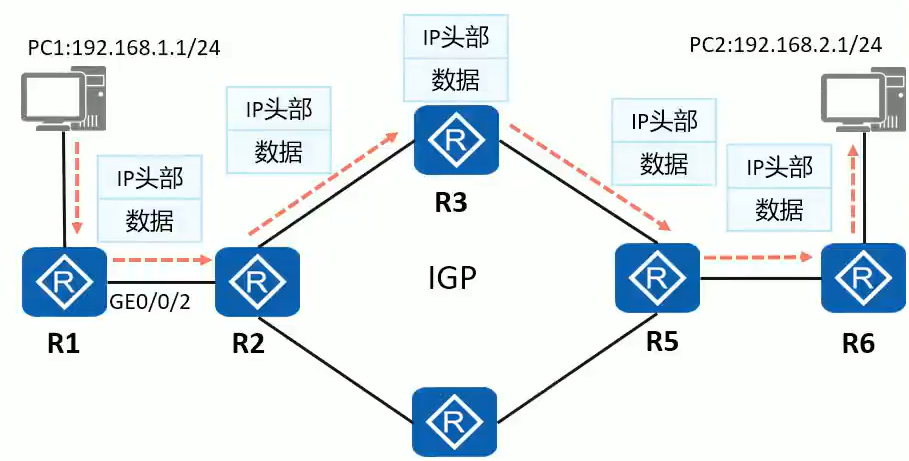 PC1:192.168.1.1/24
IP头部
数据
PC2:192.168.2.1/24
IP头部
数据
IP头部
数据
IP头部
数据
IP头部
数据
R
R3
R
GE0/0/2
R1
R
R2
IGP
R
R5
R
R6
R